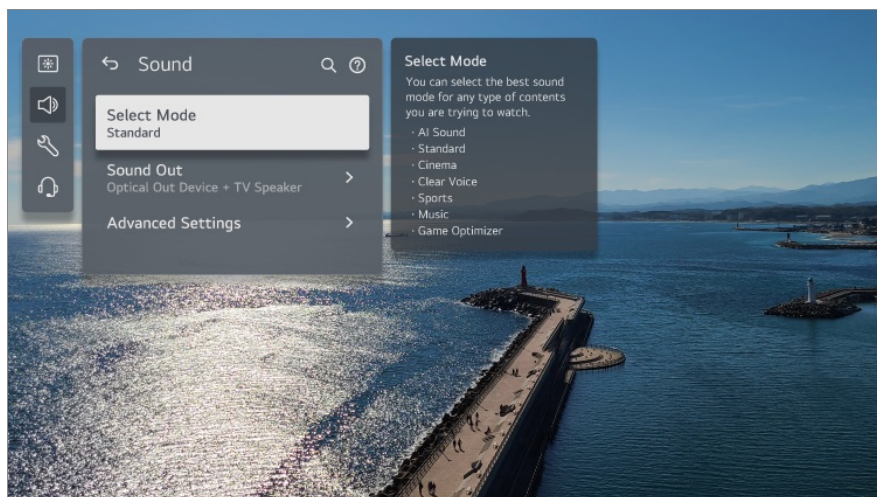 Sound
Select Mode
Standard
Sound Out
Optical Out Device + TV Speaker
Advanced Settings
Select Mode
You can select the best sound
mode for any type of contents
you are trying to watch.
· AI Sound
· Standard
· Cinema
· Clear Voice
· Sports
· Music
· Game Optimizer